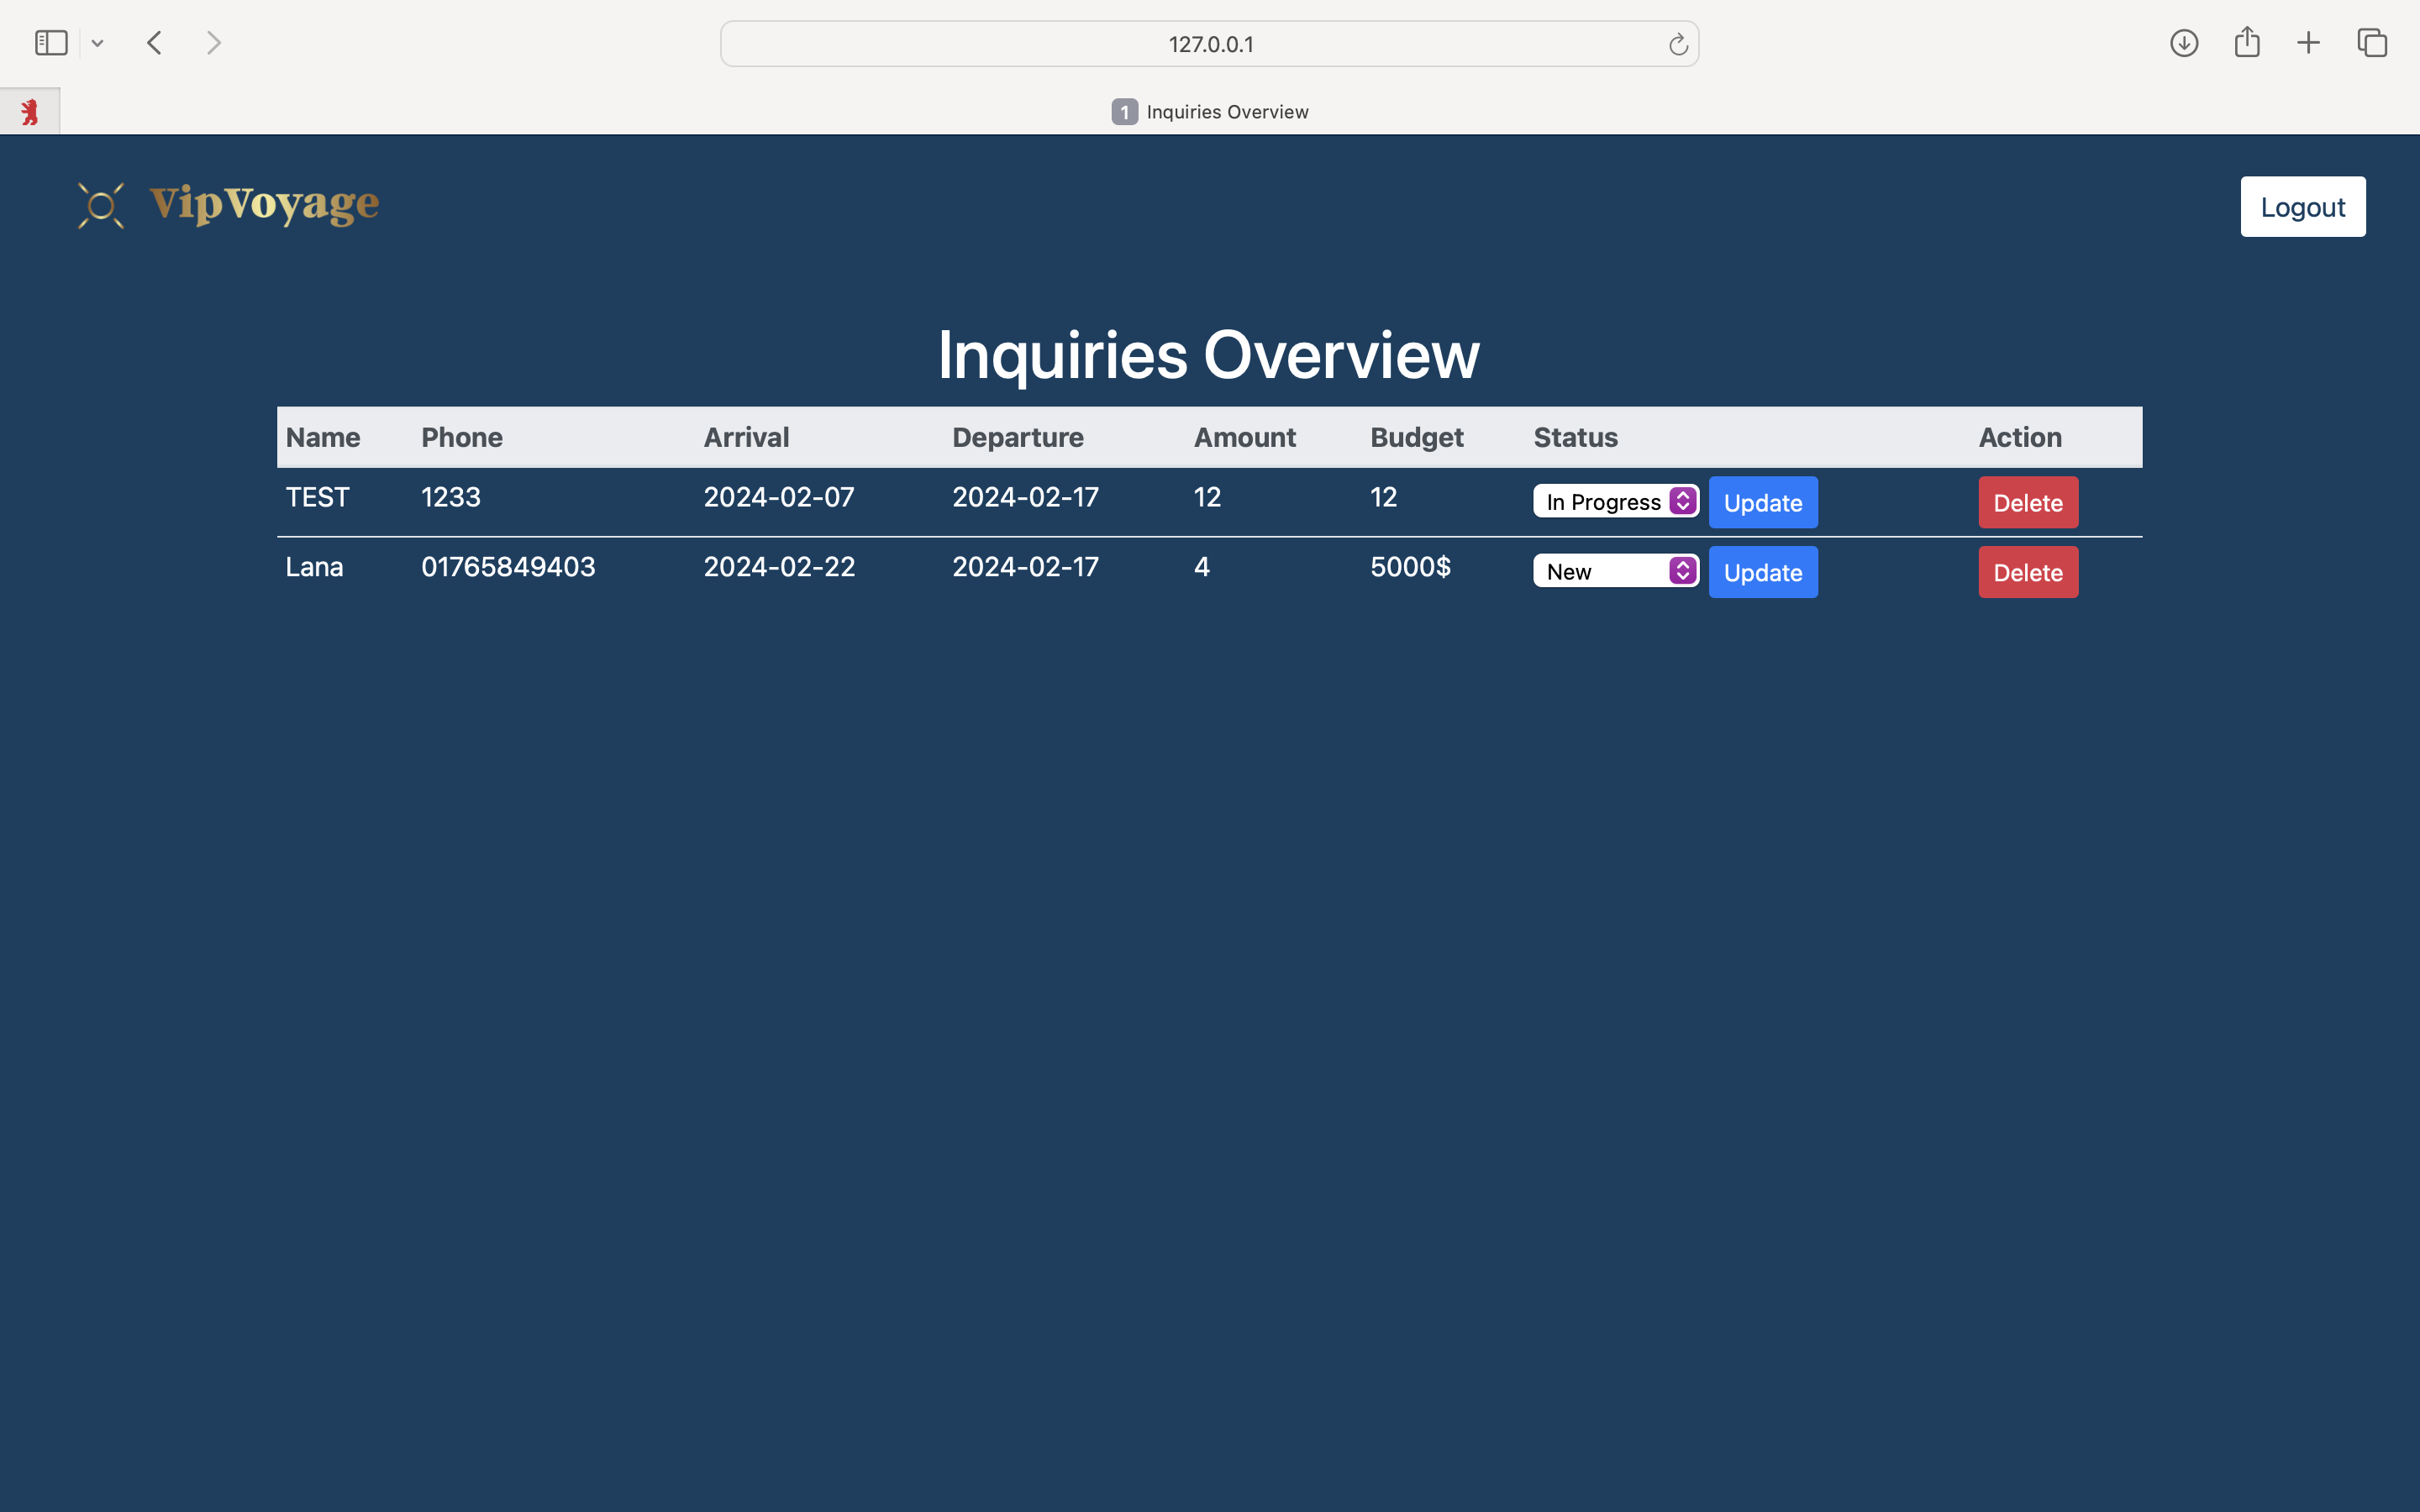 127.0.0.1
1 Inquiries Overview
VipVoyage
Logout
Inquiries Overview
Name Phone Arrival Departure Amount Budget Status Action
TEST 1233 2024-02-07 2024-02-17 12 12 In Progress Update Delete
Lana 01765849403 2024-02-22 2024-02-17 4 5000$ New Update Delete